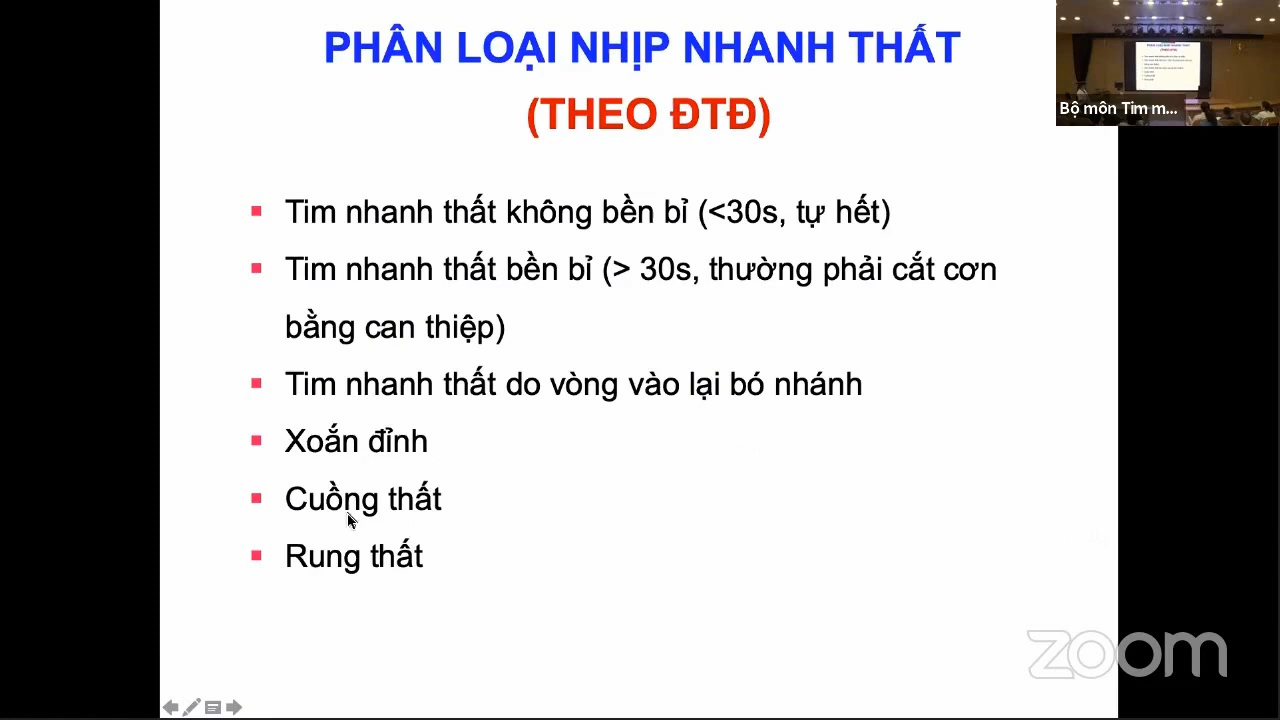 PHÂN LOẠI NHỊP NHANH THẤT
(THEO ĐTĐ)
Bộ môn Tim m...
Tim nhanh thất không bền bỉ (<30s, tự hết)
Tim nhanh thất bền bỉ (> 30s, thường phải cắt cơn
bằng can thiệp)
Tim nhanh thất do vòng vào lại bó nhánh
Xoắn đỉnh
Cuồng thất
Rung thất
zoom